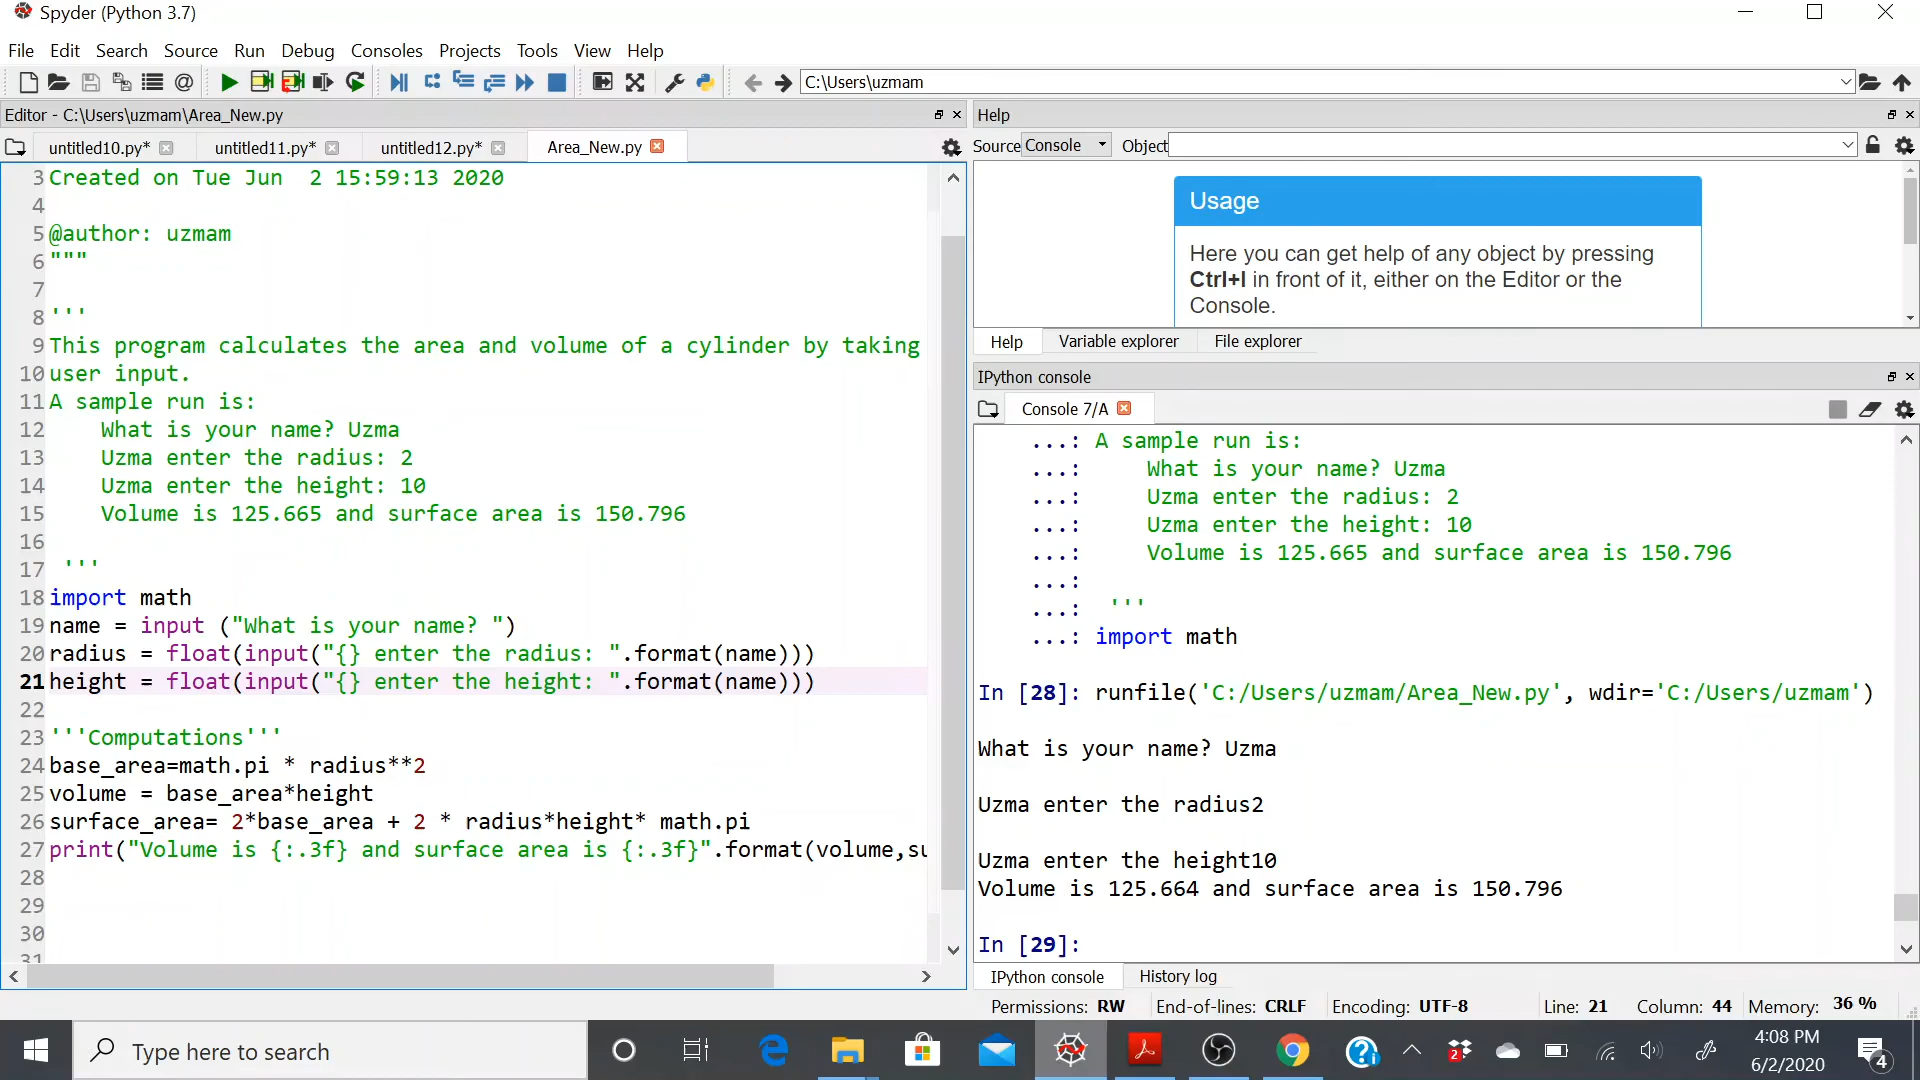 Spyder (Python 3.7)
File Edit Search Source Run Debug Consoles Projects Tools View Help
C:\Users\uzmam
Editor - C:\Users\uzmam\Area_New.py
untitled10.py* untitled11.py* untitled12.py* Area_New.py
3 Created on Tue Jun  2 15:59:13 2020
4
5 @author: uzmam
6 """
7
8 '''
9 This program calculates the area and volume of a cylinder by taking
10 user input.
11 A sample run is:
12     What is your name? Uzma
13     Uzma enter the radius: 2
14     Uzma enter the height: 10
15     Volume is 125.665 and surface area is 150.796
16
17  '''
18 import math
19 name = input ("What is your name? ")
20 radius = float(input("{} enter the radius: ".format(name)))
21 height = float(input("{} enter the height: ".format(name)))
22
23 '''Computations'''
24 base_area=math.pi * radius**2
25 volume = base_area*height
26 surface_area= 2*base_area + 2 * radius*height* math.pi
27 print("Volume is {:.3f} and surface area is {:.3f}".format(volume,su
28
29
30
31
Help
Source Console Object
Usage
Here you can get help of any object by pressing
Ctrl+I in front of it, either on the Editor or the
Console.
Help Variable explorer File explorer
IPython console
Console 7/A
...: A sample run is:
...:     What is your name? Uzma
...:     Uzma enter the radius: 2
...:     Uzma enter the height: 10
...:     Volume is 125.665 and surface area is 150.796
...:
...:  '''
...: import math
In [28]: runfile('C:/Users/uzmam/Area_New.py', wdir='C:/Users/uzmam')
What is your name? Uzma
Uzma enter the radius2
Uzma enter the height10
Volume is 125.664 and surface area is 150.796
In [29]:
IPython console History log
Permissions: RW End-of-lines: CRLF Encoding: UTF-8 Line: 21 Column: 44 Memory: 36 %
Type here to search
2
4:08 PM
6/2/2020
4